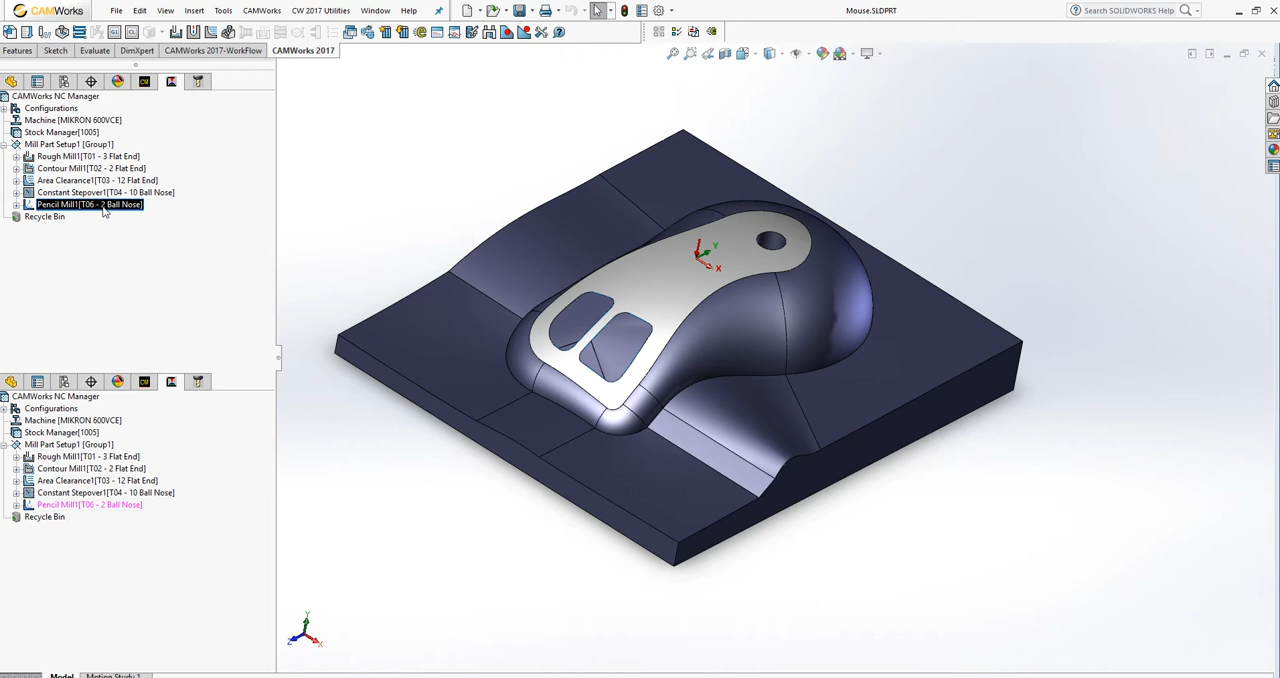 CAMWorks File Edit View Insert Tools CAMWorks CW 2017 Utilities Window Help Mouse.SLDPRT Search SOLIDWORKS Help
Features Sketch Evaluate DimXpert CAMWorks 2017-WorkFlow CAMWorks 2017
CAMWorks NC Manager
Configurations
Machine [MIKRON 600VCE]
Stock Manager[1005]
Mill Part Setup1 [Group1]
Rough Mill1[T01 - 3 Flat End]
Contour Mill1[T02 - 2 Flat End]
Area Clearance1[T03 - 12 Flat End]
Constant Stepover1[T04 - 10 Ball Nose]
Pencil Mill1[T06 - 2 Ball Nose]
Recycle Bin
Y
X
CAMWorks NC Manager
Configurations
Machine [MIKRON 600VCE]
Stock Manager[1005]
Mill Part Setup1 [Group1]
Rough Mill1[T01 - 3 Flat End]
Contour Mill1[T02 - 2 Flat End]
Area Clearance1[T03 - 12 Flat End]
Constant Stepover1[T04 - 10 Ball Nose]
Pencil Mill1[T06 - 2 Ball Nose]
Recycle Bin
Y
Z X
Model Motion Study 1